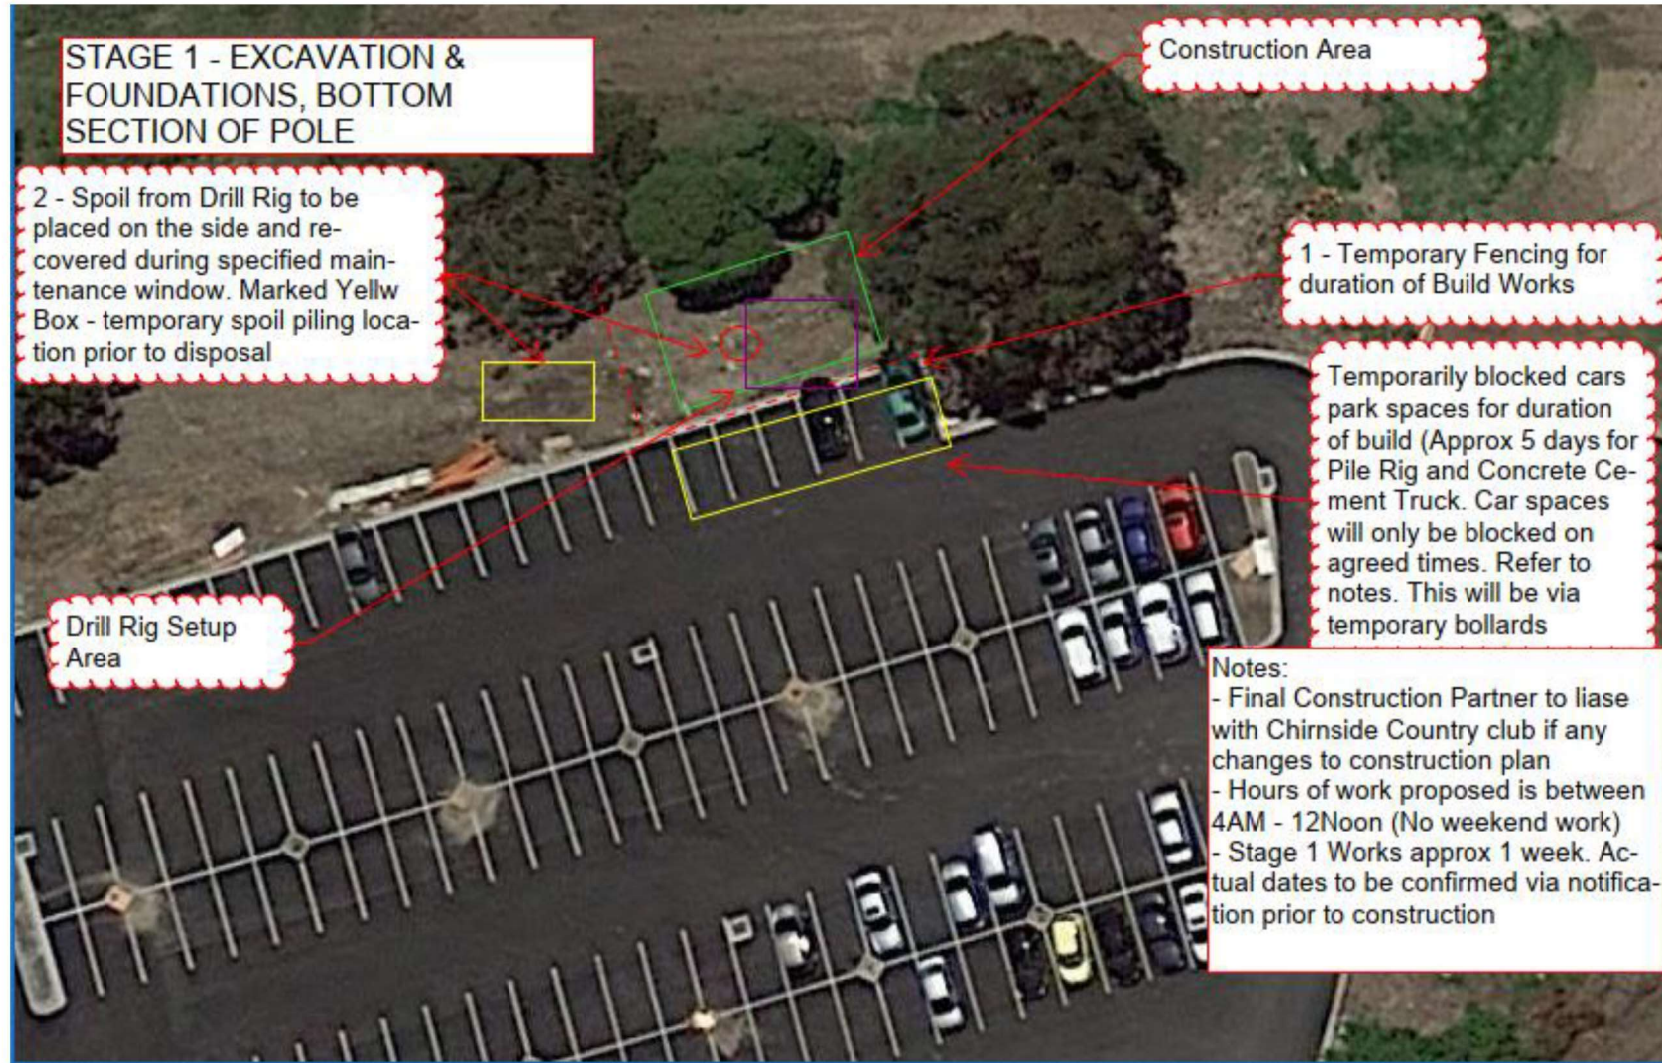 STAGE 1 - EXCAVATION &
FOUNDATIONS, BOTTOM
SECTION OF POLE
Construction Area
2 - Spoil from Drill Rig to be
placed on the side and re-
covered during specified main-
tenance window. Marked Yellw
Box - temporary spoil piling loca-
tion prior to disposal
1 - Temporary Fencing for
duration of Build Works
Temporarily blocked cars
park spaces for duration
of build (Approx 5 days for
Pile Rig and Concrete Ce-
ment Truck. Car spaces
will only be blocked on
agreed times. Refer to
notes. This will be via
temporary bollards
Drill Rig Setup
Area
Notes:
- Final Construction Partner to liase
with Chirnside Country club if any
changes to construction plan
- Hours of work proposed is between
4AM - 12Noon (No weekend work)
- Stage 1 Works approx 1 week. Ac-
tual dates to be confirmed via notifica-
tion prior to construction